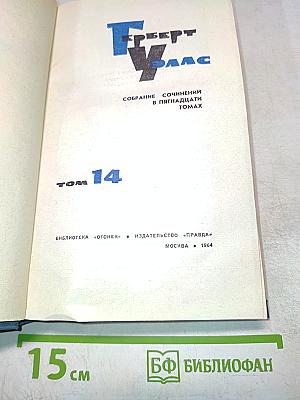 Герберт
Уэллс
СОБРАНИЕ СОЧИНЕНИЙ
В ПЯТНАДЦАТИ
ТОМАХ
ТОМ 14
БИБЛИОТЕКА «ОГОНЕК» • ИЗДАТЕЛЬСТВО «ПРАВДА»
МОСКВА • 1964
15 см
БФ БИБЛИОФАН